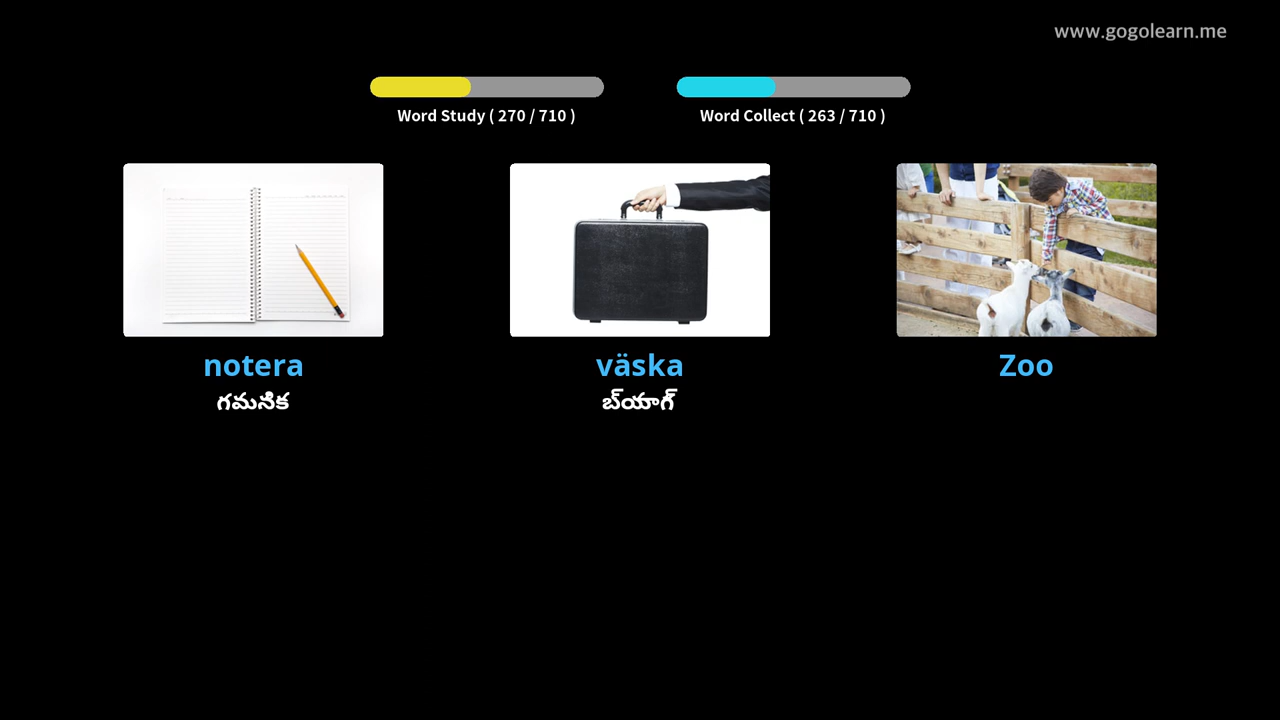 www.gogolearn.me
Word Study ( 270 / 710 )
Word Collect ( 263 / 710 )
notera
గమనిక
väska
బ్యాగ్
Zoo